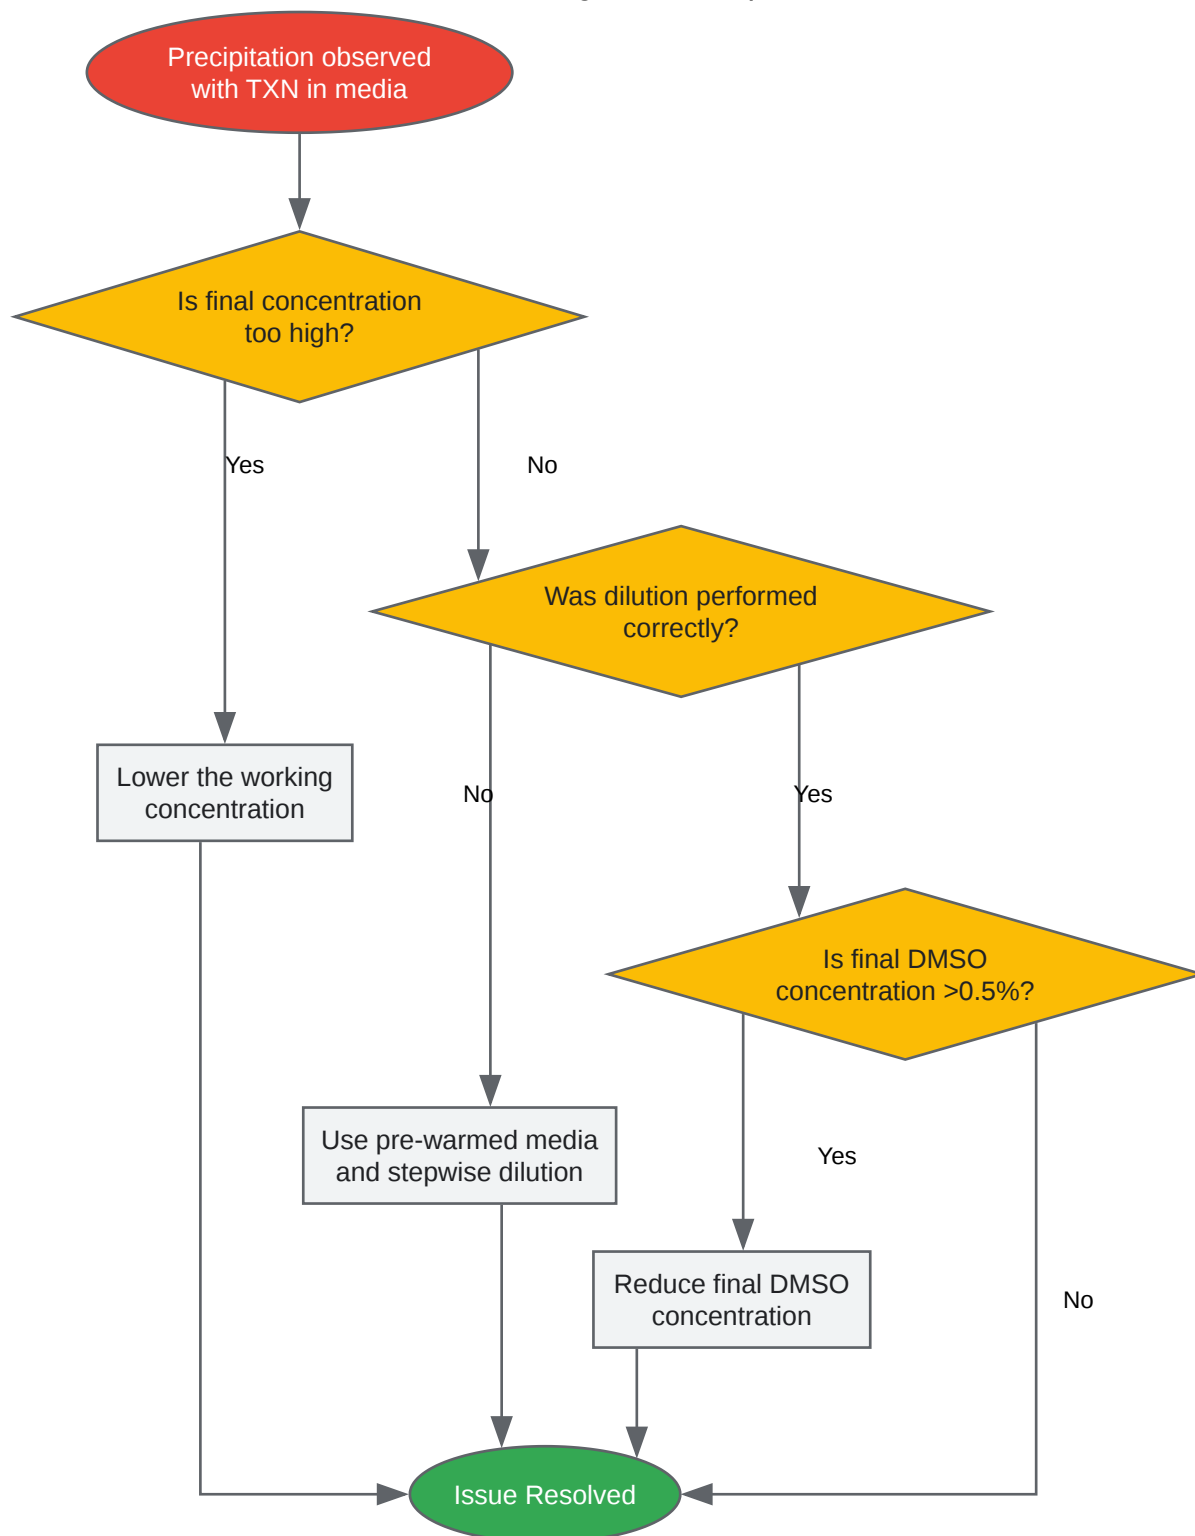 Precipitation observed
with TXN in media
Is final concentration
too high?
Yes
No
Was dilution performed
correctly?
Lower the working
concentration
No
Yes
Is final DMSO
concentration >0.5%?
Use pre-warmed media
and stepwise dilution
Yes
Reduce final DMSO
concentration
No
Issue Resolved